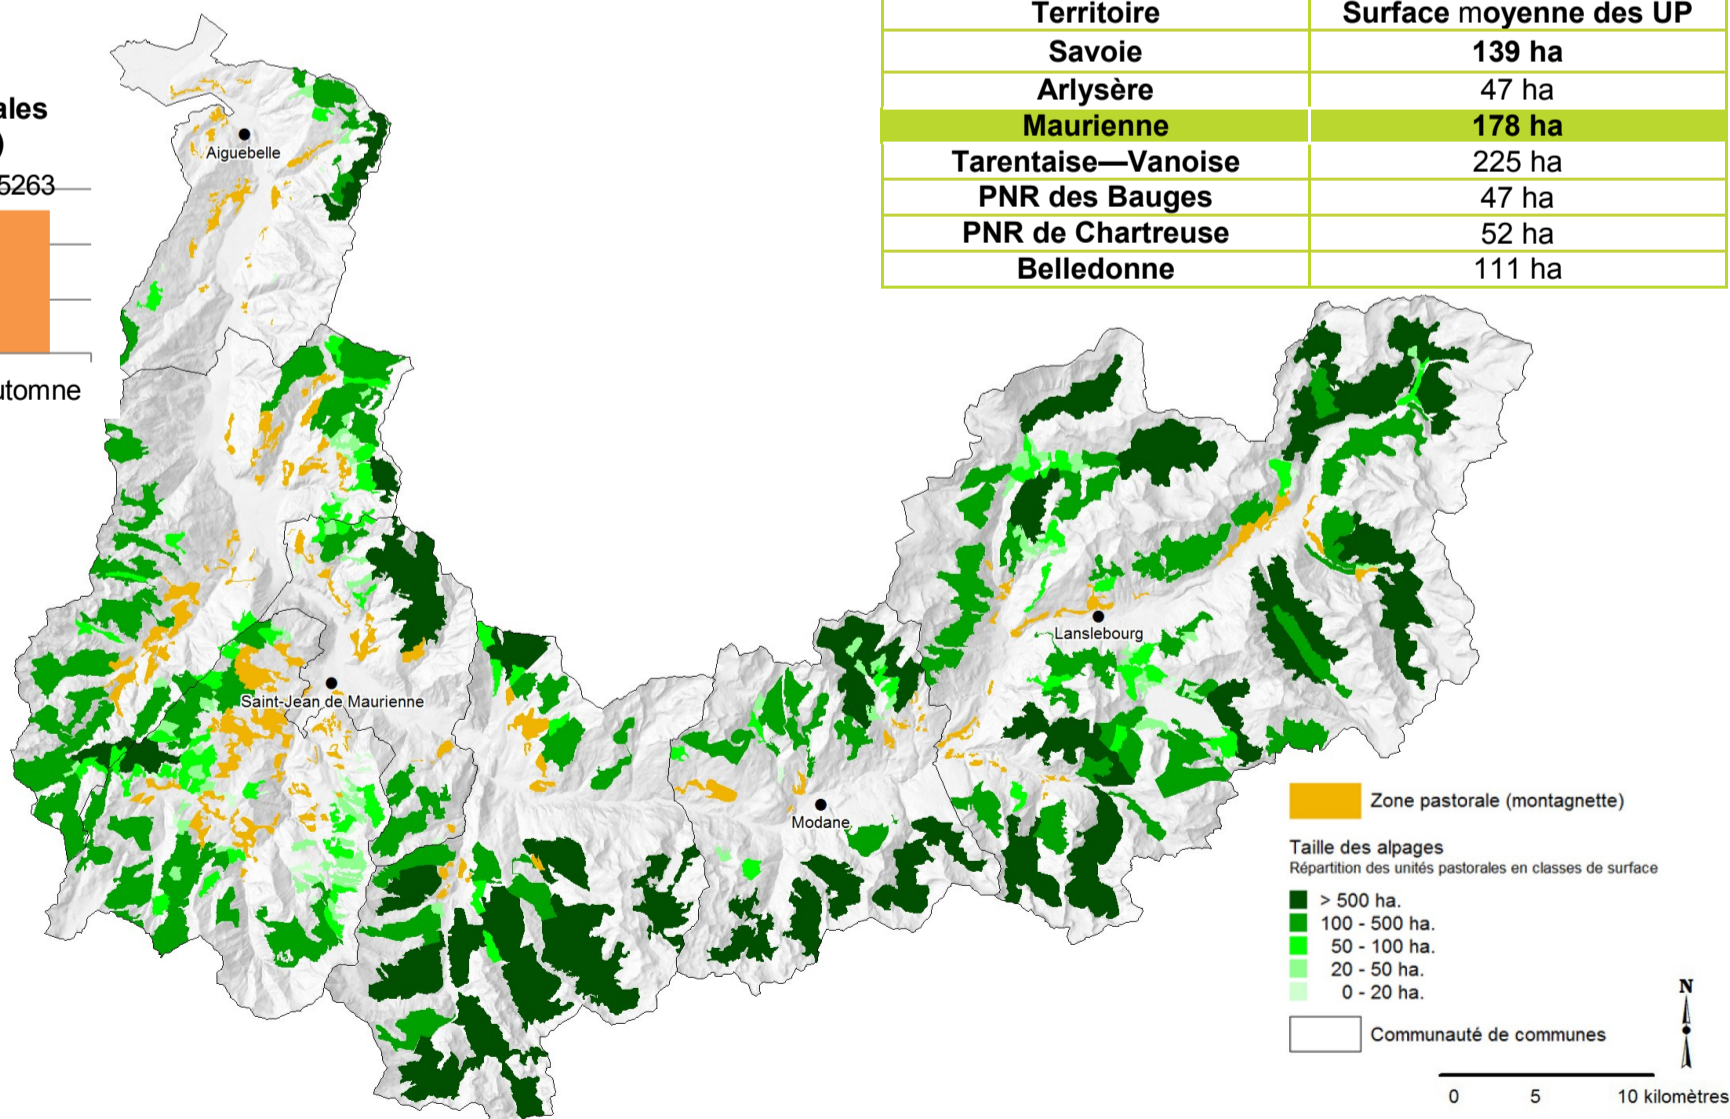 Territoire Surface moyenne des UP
Savoie 139 ha
Arlysère 47 ha
Maurienne 178 ha
Tarentaise—Vanoise 225 ha
PNR des Bauges 47 ha
PNR de Chartreuse 52 ha
Belledonne 111 ha
ales
)
5263
utomne
Aiguebelle
Saint-Jean de Maurienne
Modane
Lanslebourg
Zone pastorale (montagnette)
Taille des alpages
Répartition des unités pastorales en classes de surface
> 500 ha.
100 - 500 ha.
50 - 100 ha.
20 - 50 ha.
0 - 20 ha.
Communauté de communes
N
0 5 10 kilomètres